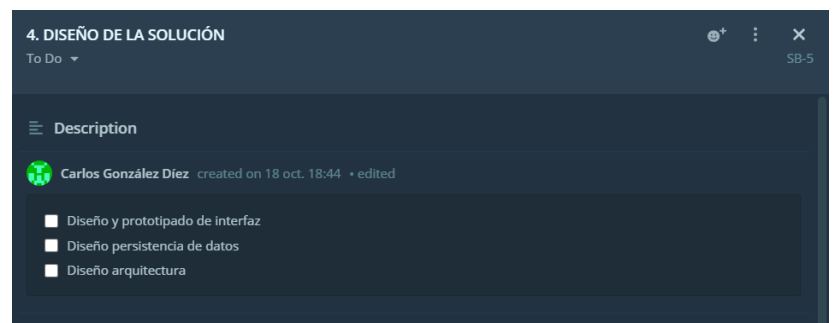 4. DISEÑO DE LA SOLUCIÓN
To Do
SB-5
Description
Carlos González Díez created on 18 oct. 18:44 • edited
Diseño y prototipado de interfaz
Diseño persistencia de datos
Diseño arquitectura